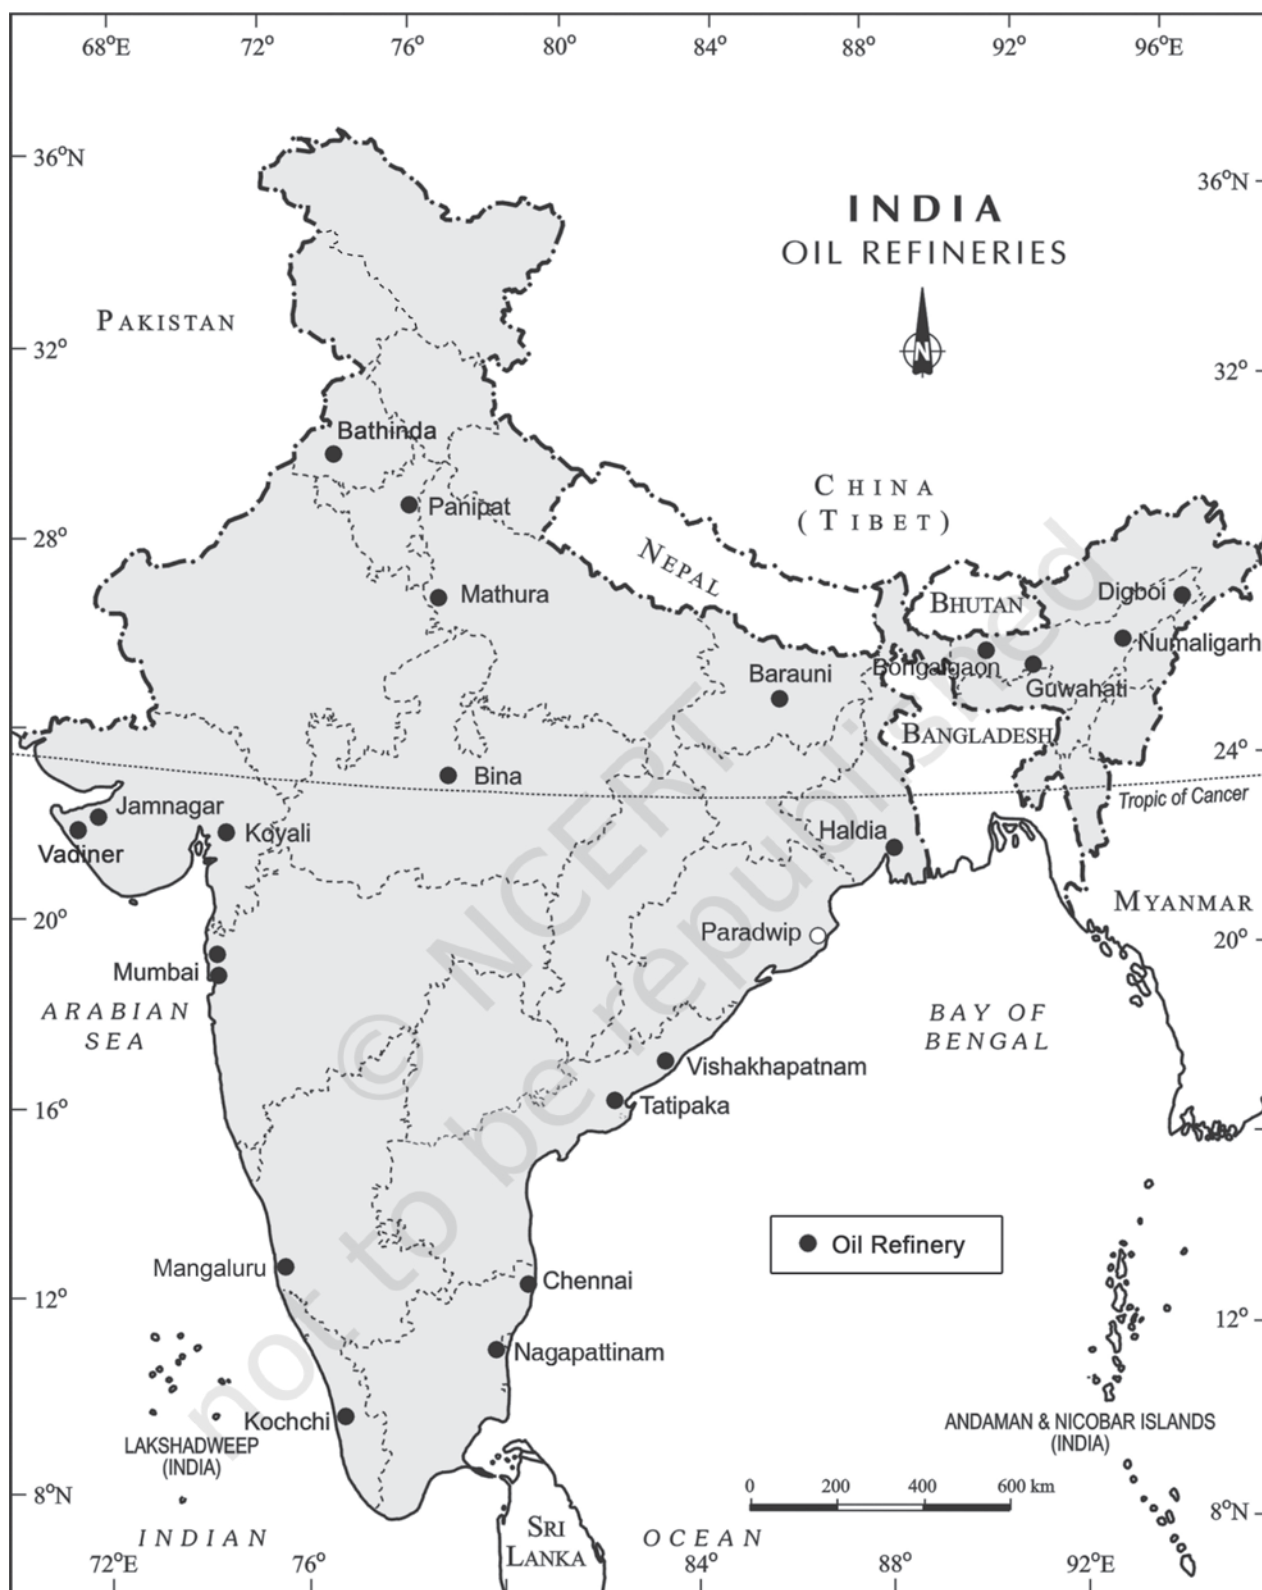 68°E 72° 76° 80° 84° 88° 92° 96°E
36°N
36°N
INDIA
OIL REFINERIES
N
PAKISTAN
32°
32°
Bathinda
CHINA
(TIBET)
Panipat
28°
NEPAL
Mathura
BHUTAN
Digboi
Numaligarh
Bongaigaon
Guwahati
Barauni
BANGLADESH
24°
Bina
Tropic of Cancer
Jamnagar
Koyali
Vadiner
Haldia
MYANMAR
20°
20°
Paradwip
Mumbai
ARABIAN
SEA
BAY OF
BENGAL
Vishakhapatnam
Tatipaka
16°
Oil Refinery
Mangaluru
Chennai
12°
12°
Nagapattinam
Kochchi
LAKSHADWEEP
(INDIA)
ANDAMAN & NICOBAR ISLANDS
(INDIA)
8°N
0 200 400 600 km
8°N
SRI
LANKA
INDIAN OCEAN
72°E 76° 84° 88° 92°E
© NCERT
not to be republished